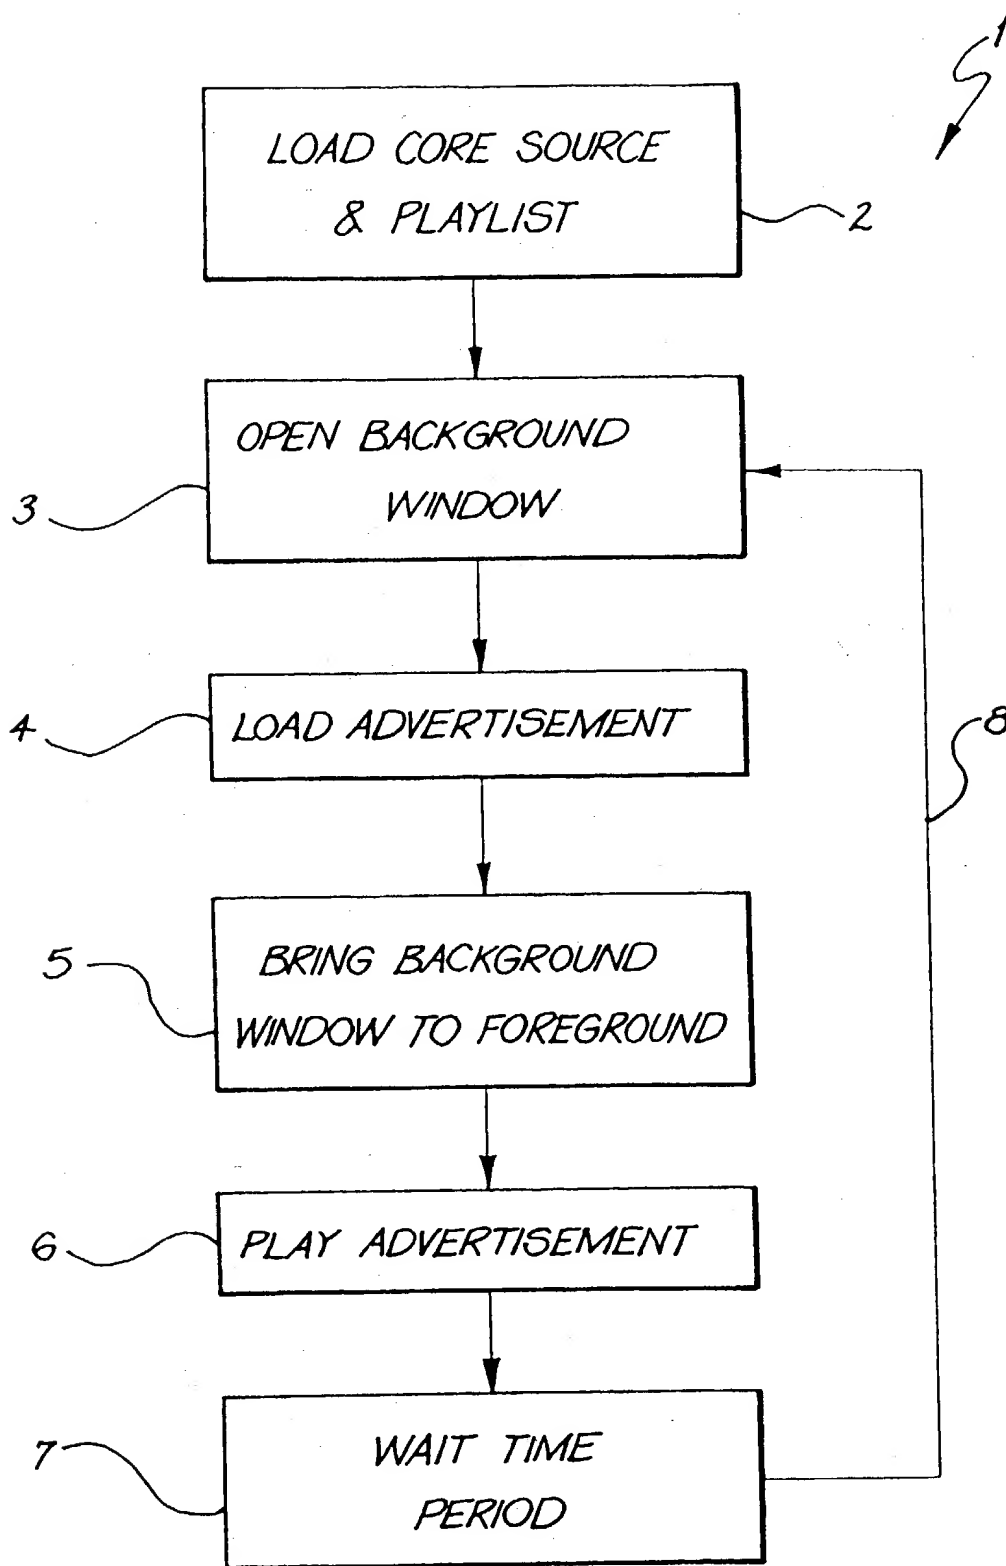 1
LOAD CORE SOURCE
& PLAYLIST
2
OPEN BACKGROUND
WINDOW
3
4
LOAD ADVERTISEMENT
8
5
BRING BACKGROUND
WINDOW TO FOREGROUND
6
PLAY ADVERTISEMENT
7
WAIT TIME
PERIOD